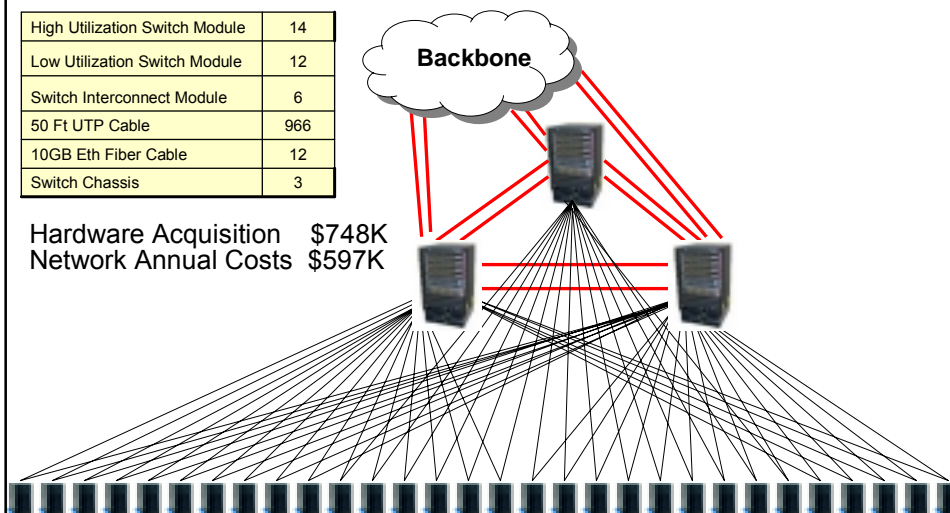 High Utilization Switch Module 14
Low Utilization Switch Module 12
Switch Interconnect Module 6
50 Ft UTP Cable 966
10GB Eth Fiber Cable 12
Switch Chassis 3
Backbone
Hardware Acquisition $748K
Network Annual Costs $597K